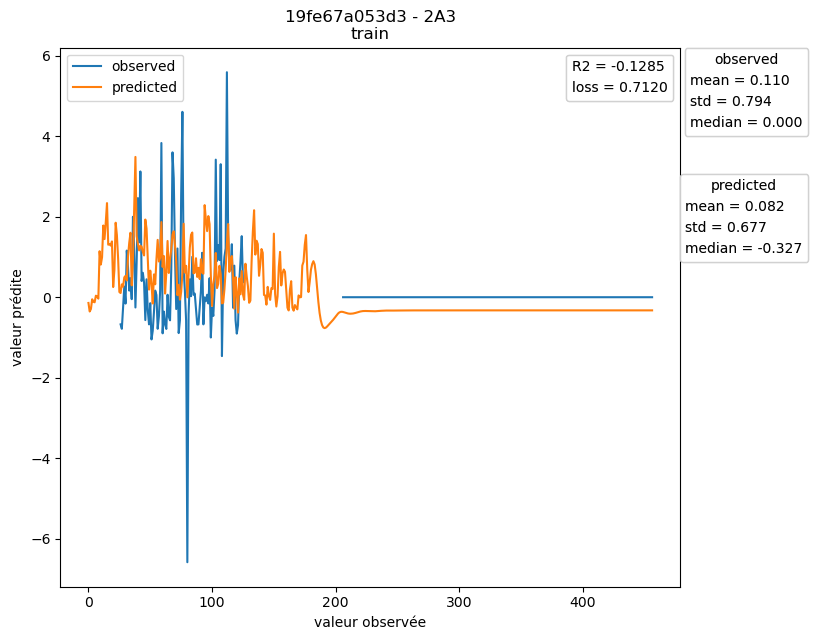 19fe67a053d3 - 2A3
train
observed
predicted
R2 = -0.1285
loss = 0.7120
observed
mean = 0.110
std = 0.794
median = 0.000
predicted
mean = 0.082
std = 0.677
median = -0.327
valeur prédite
6
4
2
0
−2
−4
−6
0
100
200
300
400
valeur observée